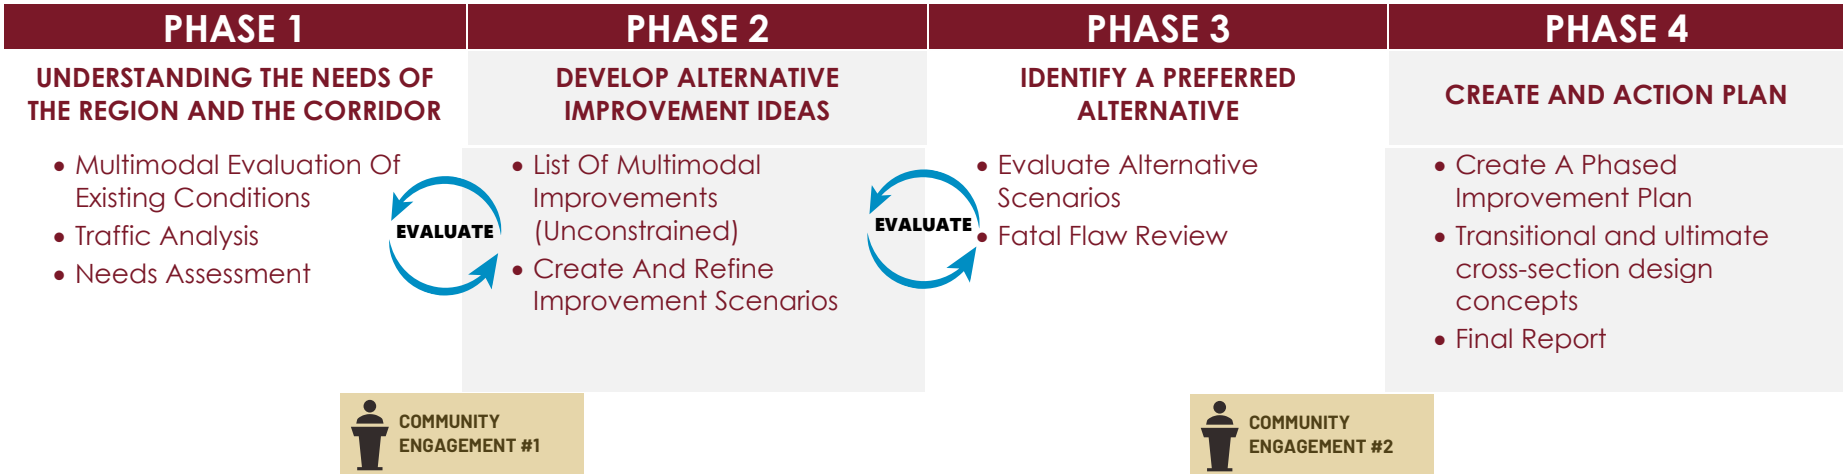 PHASE 1
UNDERSTANDING THE NEEDS OF
THE REGION AND THE CORRIDOR
• Multimodal Evaluation Of
Existing Conditions
• Traffic Analysis
• Needs Assessment
EVALUATE
PHASE 2
DEVELOP ALTERNATIVE
IMPROVEMENT IDEAS
• List Of Multimodal
Improvements
(Unconstrained)
• Create And Refine
Improvement Scenarios
EVALUATE
PHASE 3
IDENTIFY A PREFERRED
ALTERNATIVE
• Evaluate Alternative
Scenarios
• Fatal Flaw Review
PHASE 4
CREATE AND ACTION PLAN
• Create A Phased
Improvement Plan
• Transitional and ultimate
cross-section design
concepts
• Final Report
COMMUNITY
ENGAGEMENT #1
COMMUNITY
ENGAGEMENT #2